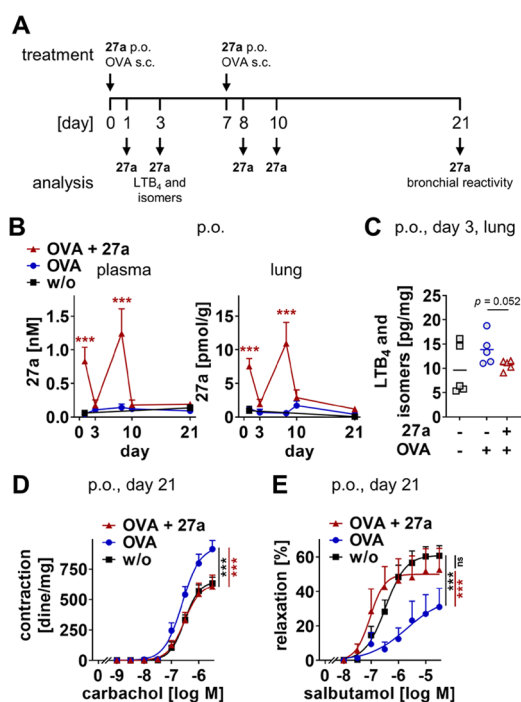 A
27a p.o. 27a p.o.
treatment OVA s.c. OVA s.c.
[day] 0 1 3 7 8 10 21
27a 27a 27a 27a 27a
analysis LTB4 and isomers bronchial reactivity
B p.o.
OVA + 27a
OVA
w/o
plasma
27a [nM]
2.0
1.5
1.0
0.5
0.0
***
***
0 3 10 21
day
lung
27a [pmol/g]
20
15
10
5
0
***
***
0 3 10 21
day
C p.o., day 3, lung
LTB4 and
isomers [pg/mg]
25
20
15
10
5
0
p = 0.052
27a - - +
OVA - + +
D p.o., day 21
OVA + 27a
OVA
w/o
contraction
[dine/mg]
750
500
250
0
***
***
0 -9 -8 -7 -6
carbachol [log M]
E p.o., day 21
OVA + 27a
OVA
w/o
relaxation [%]
60
40
20
0
*** ns
***
0 -8 -7 -6 -5
salbutamol [log M]